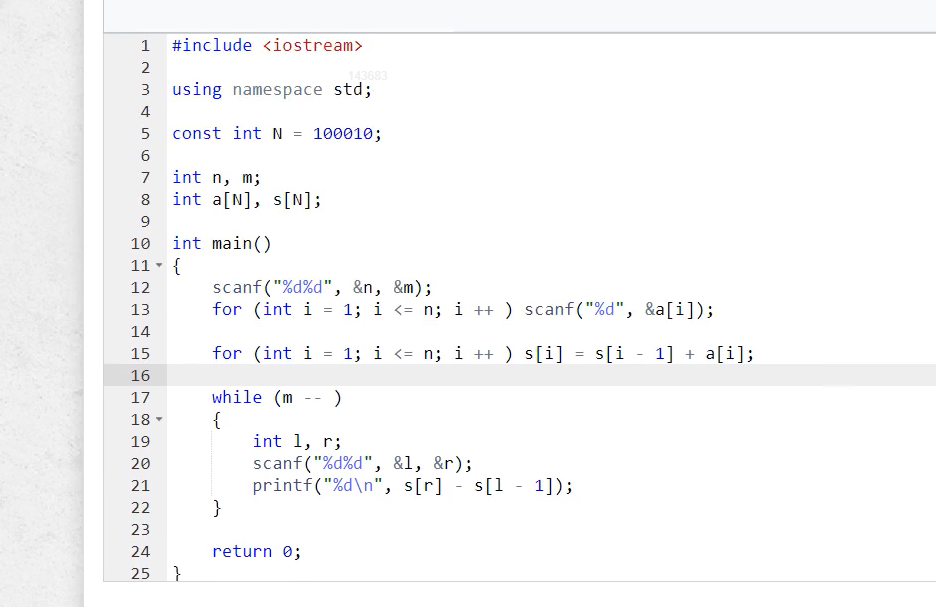 1 #include <iostream>
2
143683
3 using namespace std;
4
5 const int N = 100010;
6
7 int n, m;
8 int a[N], s[N];
9
10 int main()
11 {
12     scanf("%d%d", &n, &m);
13     for (int i = 1; i <= n; i ++ ) scanf("%d", &a[i]);
14
15     for (int i = 1; i <= n; i ++ ) s[i] = s[i - 1] + a[i];
16
17     while (m -- )
18     {
19         int l, r;
20         scanf("%d%d", &l, &r);
21         printf("%d\n", s[r] - s[l - 1]);
22     }
23
24     return 0;
25 }